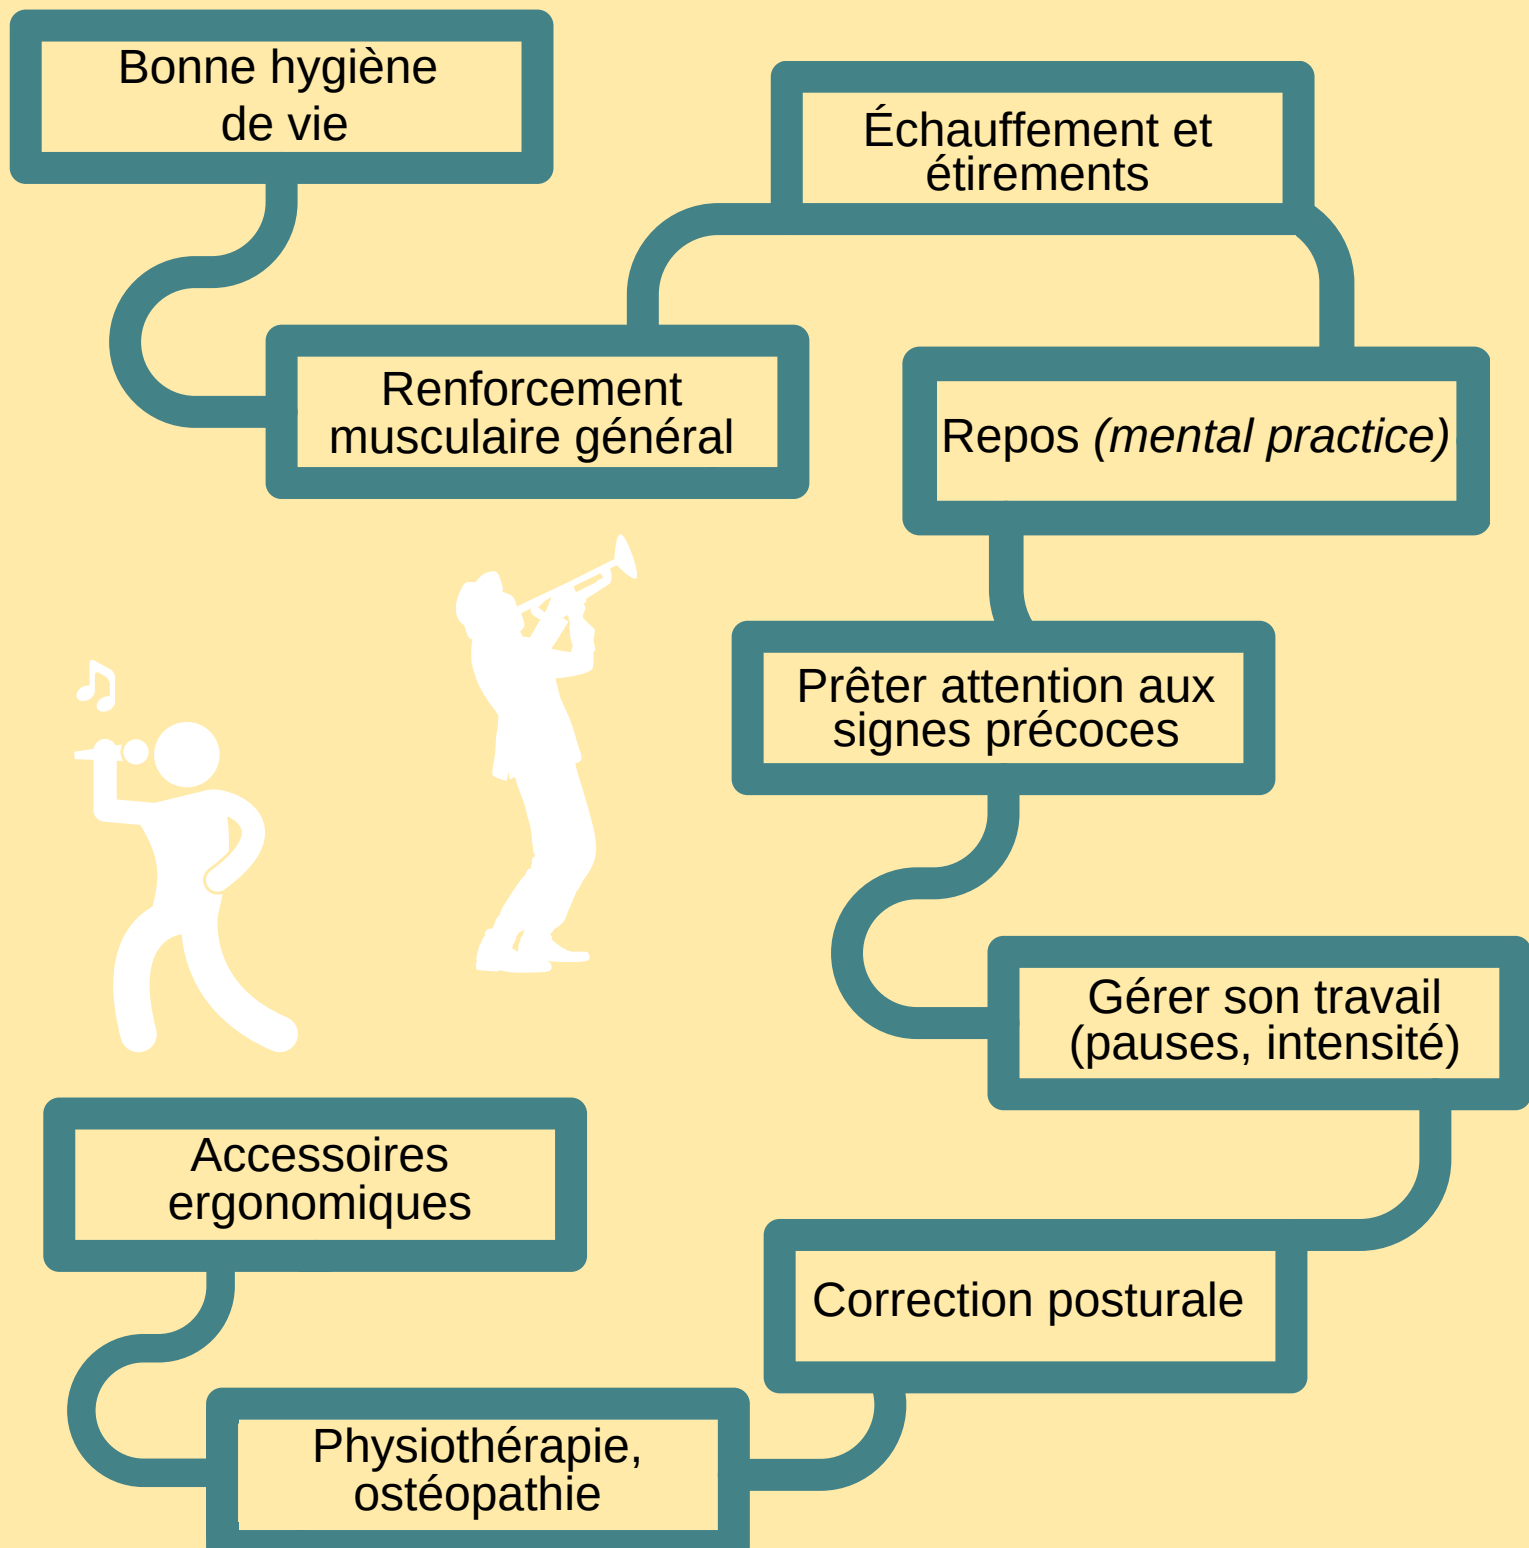 Bonne hygiène
de vie
Échauffement et
étirements
Renforcement
musculaire général
Repos (mental practice)
Prêter attention aux
signes précoces
Gérer son travail
(pauses, intensité)
Correction posturale
Physiothérapie,
ostéopathie
Accessoires
ergonomiques